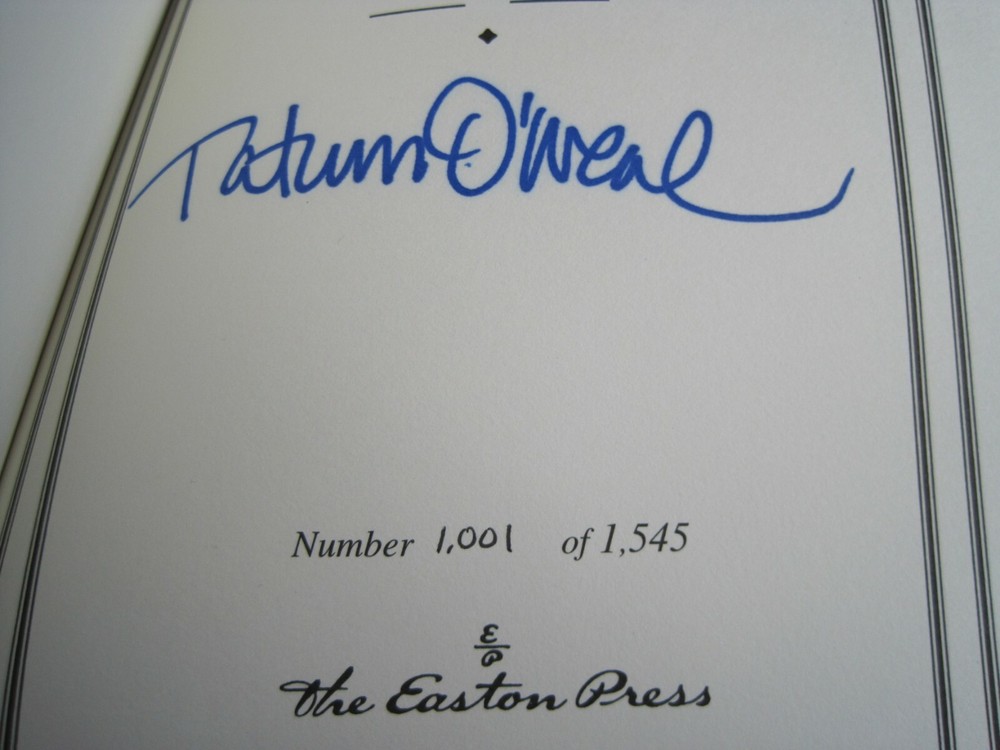 Tatum O'Neal
Number 1,001 of 1,545
E
P
The Easton Press